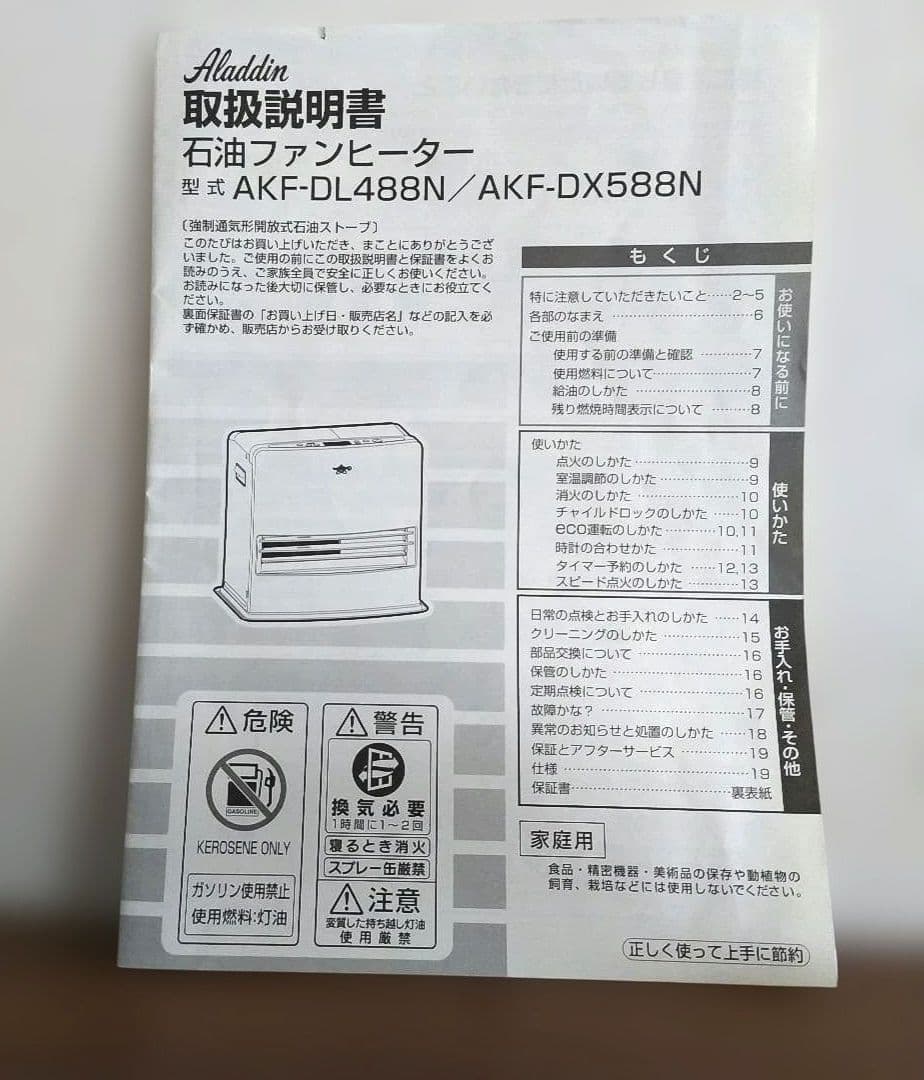 Aladdin
取扱説明書
石油ファンヒーター
型式 AKF-DL488N／AKF-DX588N
〔強制通気形開放式石油ストーブ〕
このたびはお買い上げいただき、まことにありがとうござ
いました。ご使用の前にこの取扱説明書と保証書をよくお
読みのうえ、ご家族全員で安全に正しくお使いください。
お読みになった後大切に保管し、必要なときにお役立てく
ださい。
裏面保証書の「お買い上げ日・販売店名」などの記入を必
ず確かめ、販売店からお受け取りください。
もくじ
お使いになる前に
特に注意していただきたいこと……2〜5
各部のなまえ……6
ご使用前の準備
使用する前の準備と確認……7
使用燃料について……7
給油のしかた……8
残り燃焼時間表示について……8
使いかた
使いかた
点火のしかた……9
室温調節のしかた……9
消火のしかた……10
チャイルドロックのしかた……10
eco運転のしかた……10,11
時計の合わせかた……11
タイマー予約のしかた……12,13
スピード点火のしかた……13
お手入れ・保管・その他
日常の点検とお手入れのしかた……14
クリーニングのしかた……15
部品交換について……16
保管のしかた……16
定期点検について……16
故障かな？……17
異常のお知らせと処置のしかた……18
保証とアフターサービス……19
仕様……19
保証書……裏表紙
危険
GASOLINE
KEROSENE ONLY
ガソリン使用禁止
使用燃料:灯油
警告
換気必要
1時間に1〜2回
寝るとき消火
スプレー缶厳禁
注意
変質した持ち越し灯油
使用厳禁
家庭用
食品・精密機器・美術品の保存や動植物の
飼育、栽培などには使用しないでください。
正しく使って上手に節約